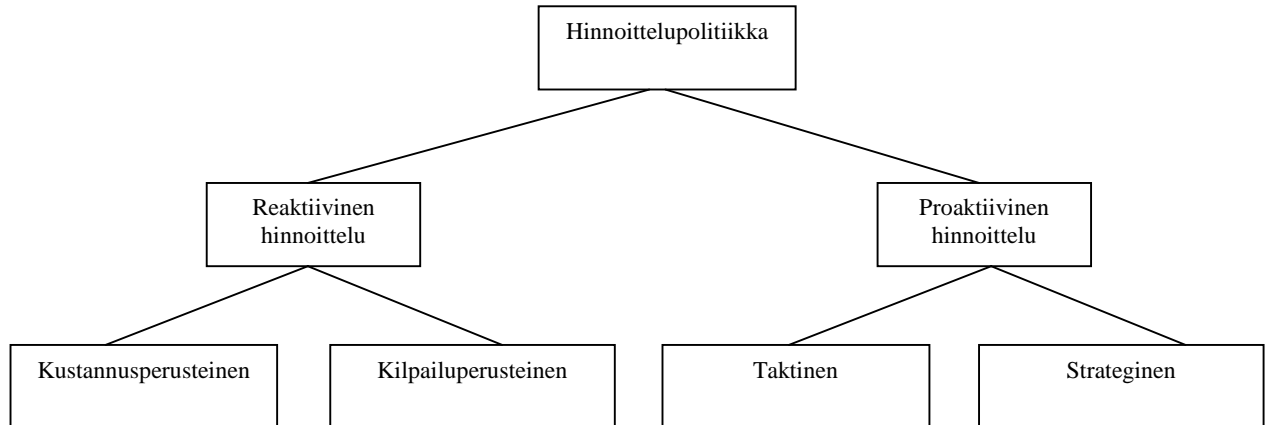 Hinnoittelupolitiikka
Reaktiivinen
hinnoittelu
Proaktiivinen
hinnoittelu
Kustannusperusteinen
Kilpailuperusteinen
Taktinen
Strateginen